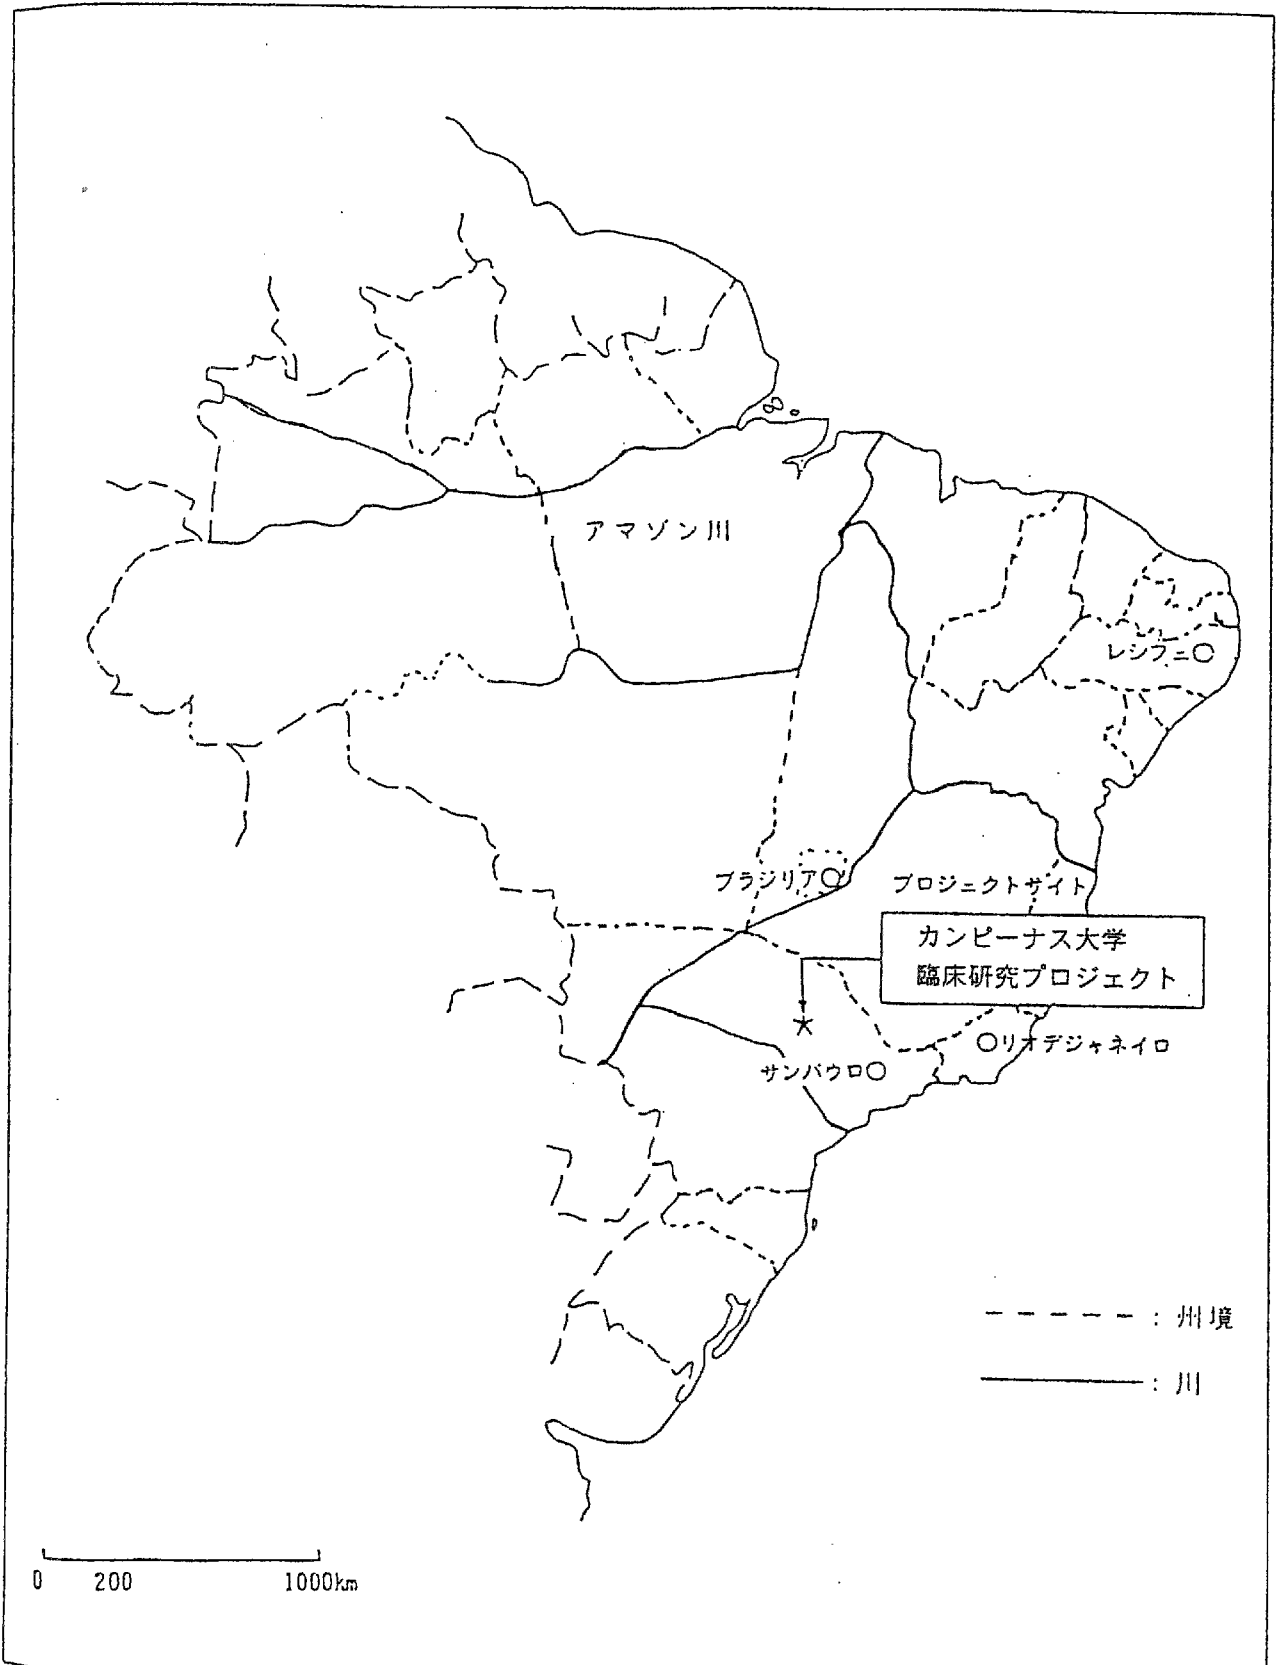 アマゾン川
レシフェ○
ブラジリア○
プロジェクトサイト
カンピーナス大学
臨床研究プロジェクト
○リオデジャネイロ
サンパウロ○
----- : 州境
——— : 川
0 200 1000km